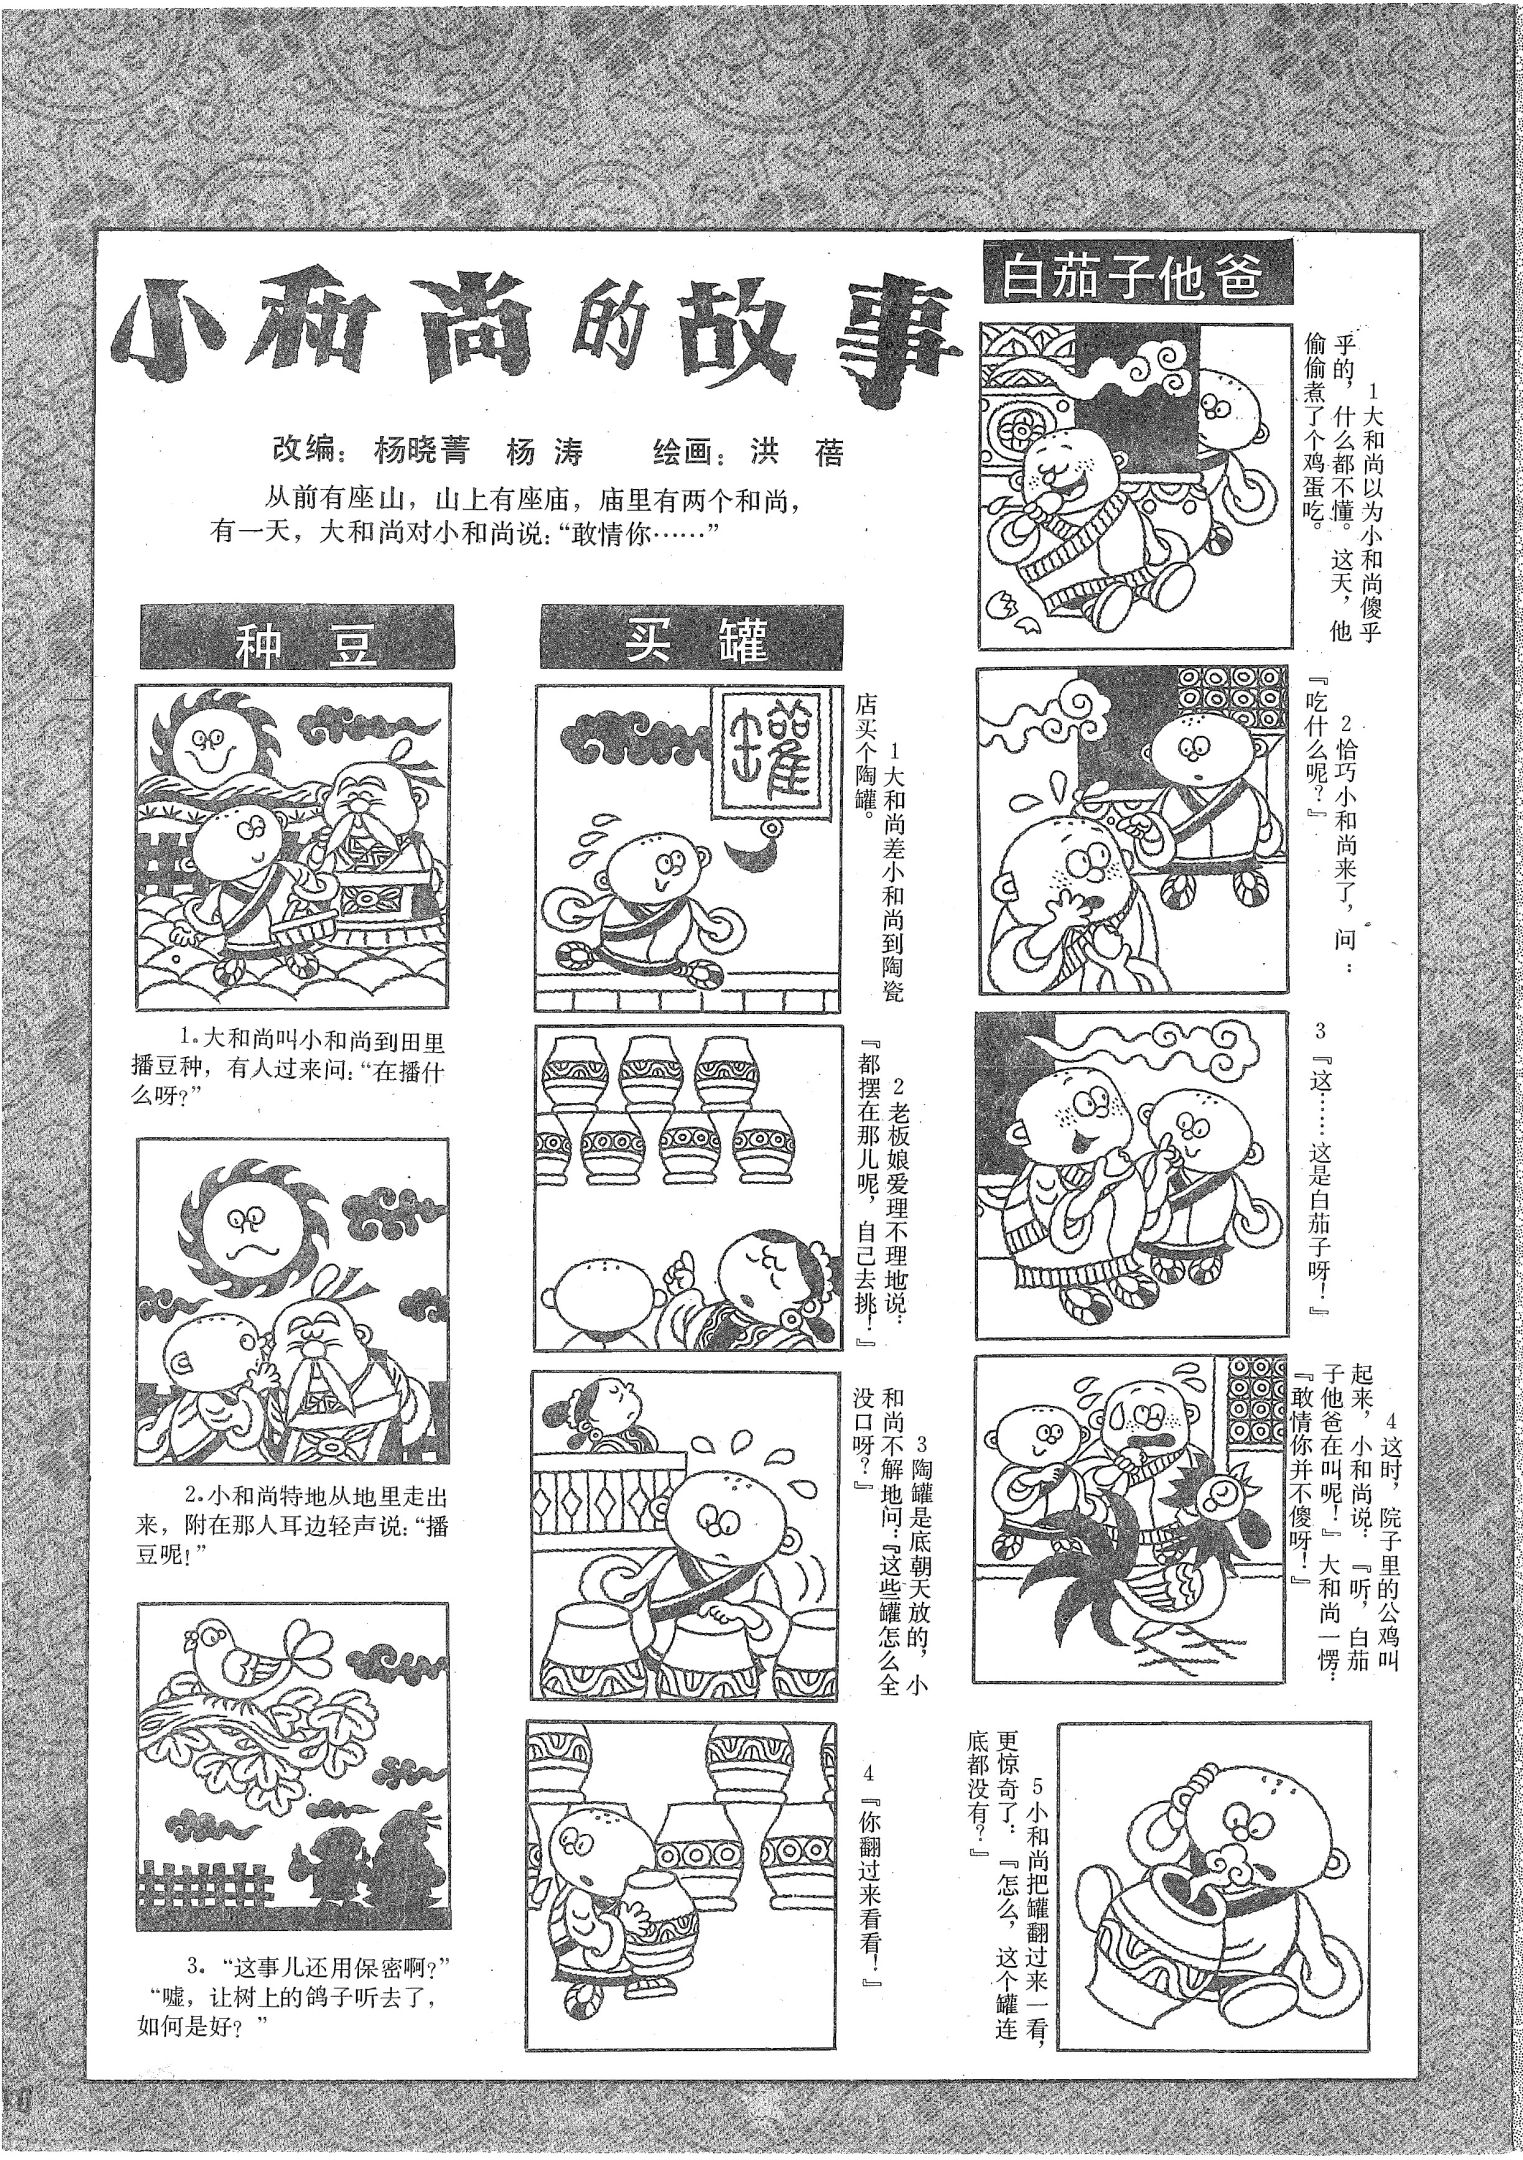 小和尚的故事
改编：杨晓菁 杨涛 绘画：洪蓓
从前有座山，山上有座庙，庙里有两个和尚，
有一天，大和尚对小和尚说：“敢情你……”
种豆
1。大和尚叫小和尚到田里
播豆种，有人过来问：“在播什
么呀？”
2。小和尚特地从地里走出
来，附在那人耳边轻声说：“播
豆呢！”
3。“这事儿还用保密啊？”
“嘘，让树上的鸽子听去了，
如何是好？”
买罐
罐
1大和尚差小和尚到陶瓷
店买个陶罐。
2老板娘爱理不理地说：
『都摆在那儿呢，自己去挑！』
3陶罐是底朝天放的，小
和尚不解地问：『这些罐怎么全
没口呀？』
4『你翻过来看看！』
5小和尚把罐翻过来一看，
更惊奇了：『怎么，这个罐连
底都没有？』
白茄子他爸
1大和尚以为小和尚傻乎
乎的，什么都不懂。这天，他
偷偷煮了个鸡蛋吃。
2恰巧小和尚来了，问：
『吃什么呢？』
3『这……这是白茄子呀！』
4这时，院子里的公鸡叫
起来，小和尚说：『听，白茄
子他爸在叫呢！』大和尚一愣：
『敢情你并不傻呀！』